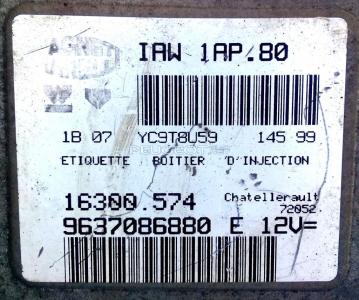 IAW 1AP.80
1B 07 YC9T8U59 145 99
ETIQUETTE BOITIER D'INJECTION
16300.574 Chatellerault
72052
9637086880 E 12V=